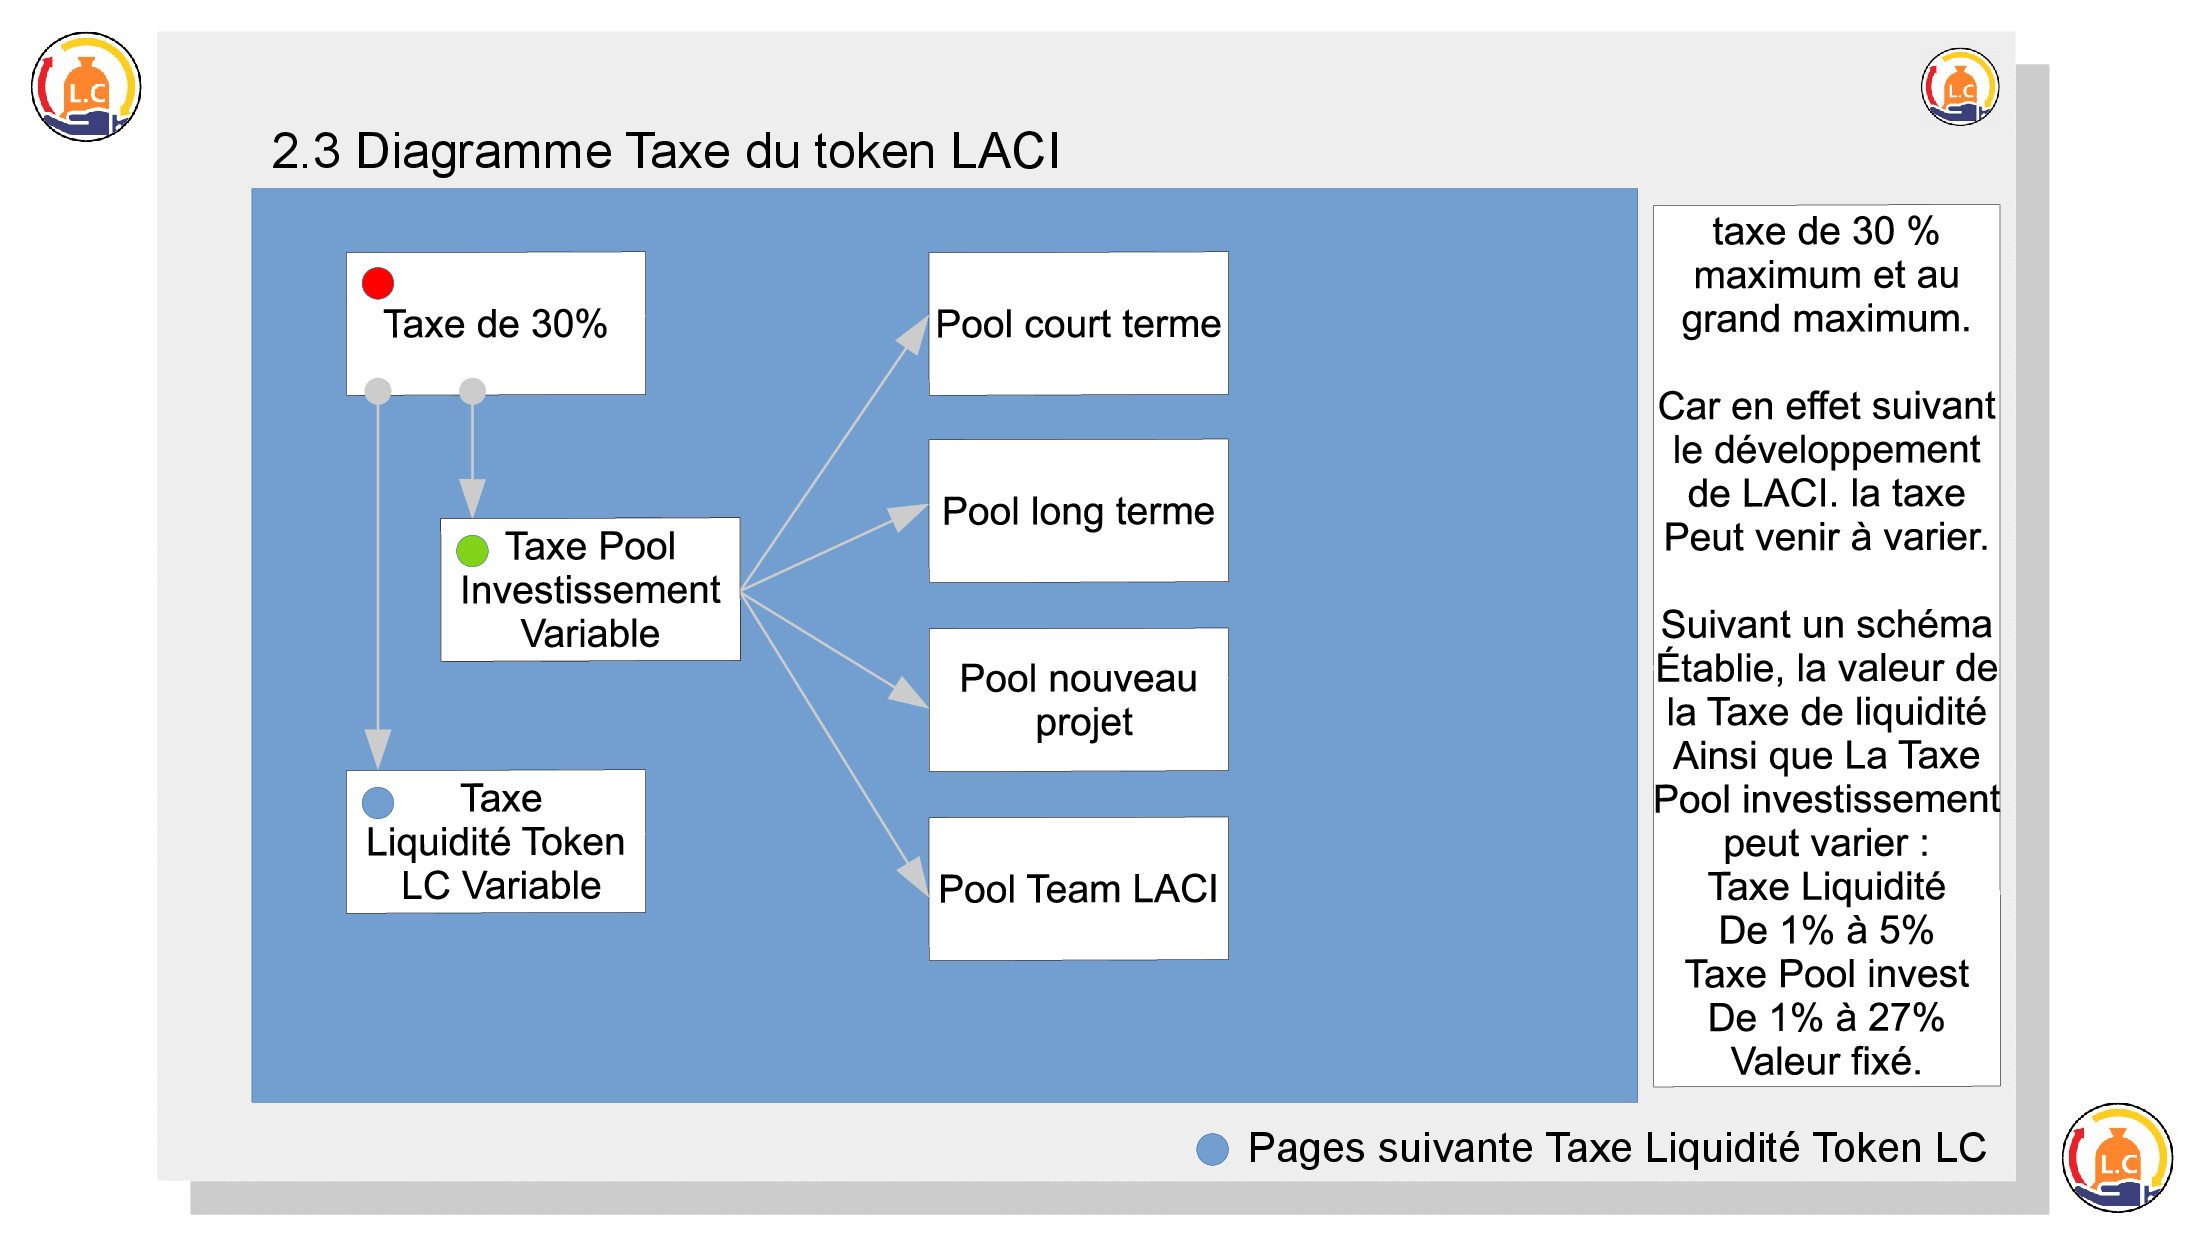 L.C
L.C
2.3 Diagramme Taxe du token LACI
Taxe de 30%
Taxe Pool
Investissement
Variable
Taxe
Liquidité Token
LC Variable
Pool court terme
Pool long terme
Pool nouveau
projet
Pool Team LACI
taxe de 30 %
maximum et au
grand maximum.
Car en effet suivant
le développement
de LACI. la taxe
Peut venir à varier.
Suivant un schéma
Établie, la valeur de
la Taxe de liquidité
Ainsi que La Taxe
Pool investissement
peut varier :
Taxe Liquidité
De 1% à 5%
Taxe Pool invest
De 1% à 27%
Valeur fixé.
Pages suivante Taxe Liquidité Token LC
L.C